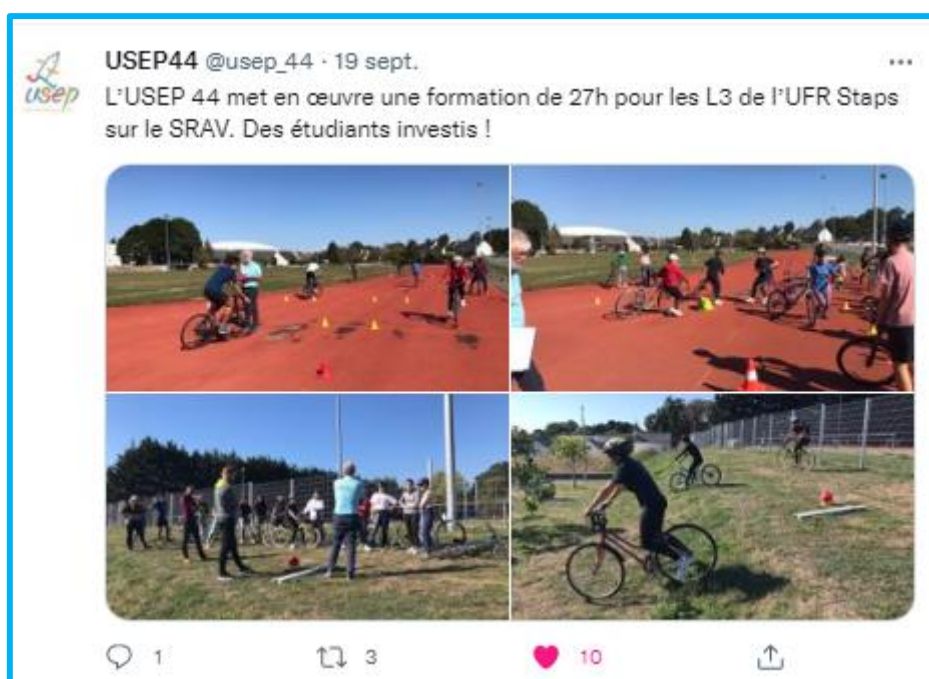 usep
USEP44 @usep_44 · 19 sept.
L'USEP 44 met en œuvre une formation de 27h pour les L3 de l'UFR Staps
sur le SRAV. Des étudiants investis !
1 3 10